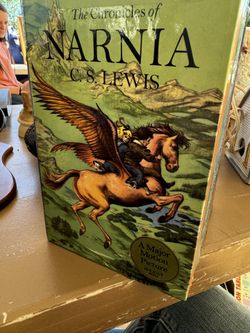 The Chronicles of
NARNIA
C. S. LEWIS
A Major
Motion
Picture